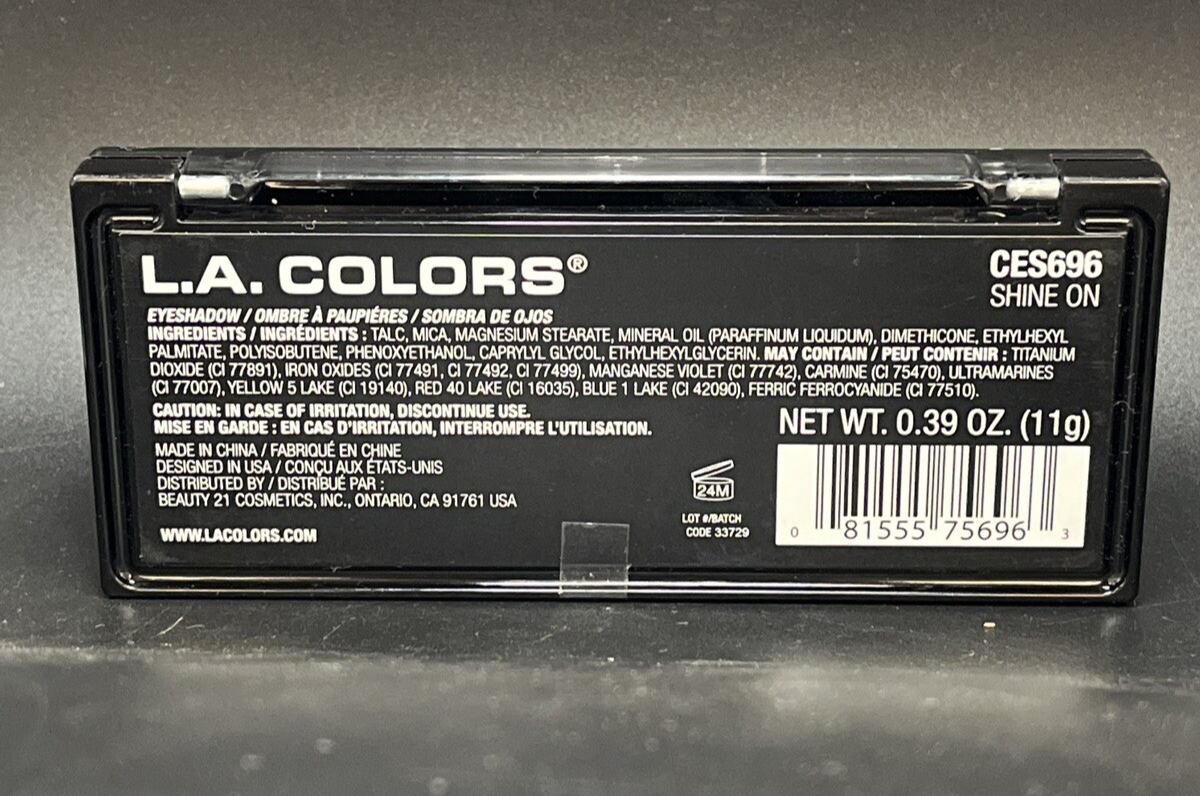 L.A. COLORS®
CES696
SHINE ON
EYESHADOW / OMBRE À PAUPIÉRES / SOMBRA DE OJOS
INGREDIENTS / INGRÉDIENTS : TALC, MICA, MAGNESIUM STEARATE, MINERAL OIL (PARAFFINUM LIQUIDUM), DIMETHICONE, ETHYLHEXYL
PALMITATE, POLYISOBUTENE, PHENOXYETHANOL, CAPRYLYL GLYCOL, ETHYLHEXYLGLYCERIN. MAY CONTAIN / PEUT CONTENIR : TITANIUM
DIOXIDE (CI 77891), IRON OXIDES (CI 77491, CI 77492, CI 77499), MANGANESE VIOLET (CI 77742), CARMINE (CI 75470), ULTRAMARINES
(CI 77007), YELLOW 5 LAKE (CI 19140), RED 40 LAKE (CI 16035), BLUE 1 LAKE (CI 42090), FERRIC FERROCYANIDE (CI 77510).
CAUTION: IN CASE OF IRRITATION, DISCONTINUE USE.
MISE EN GARDE : EN CAS D'IRRITATION, INTERROMPRE L'UTILISATION.
NET WT. 0.39 OZ. (11g)
MADE IN CHINA / FABRIQUÉ EN CHINE
DESIGNED IN USA / CONÇU AUX ÉTATS-UNIS
DISTRIBUTED BY / DISTRIBUÉ PAR :
BEAUTY 21 COSMETICS, INC., ONTARIO, CA 91761 USA
WWW.LACOLORS.COM
24M
LOT #/BATCH
CODE 33729
0 81555 75696 3